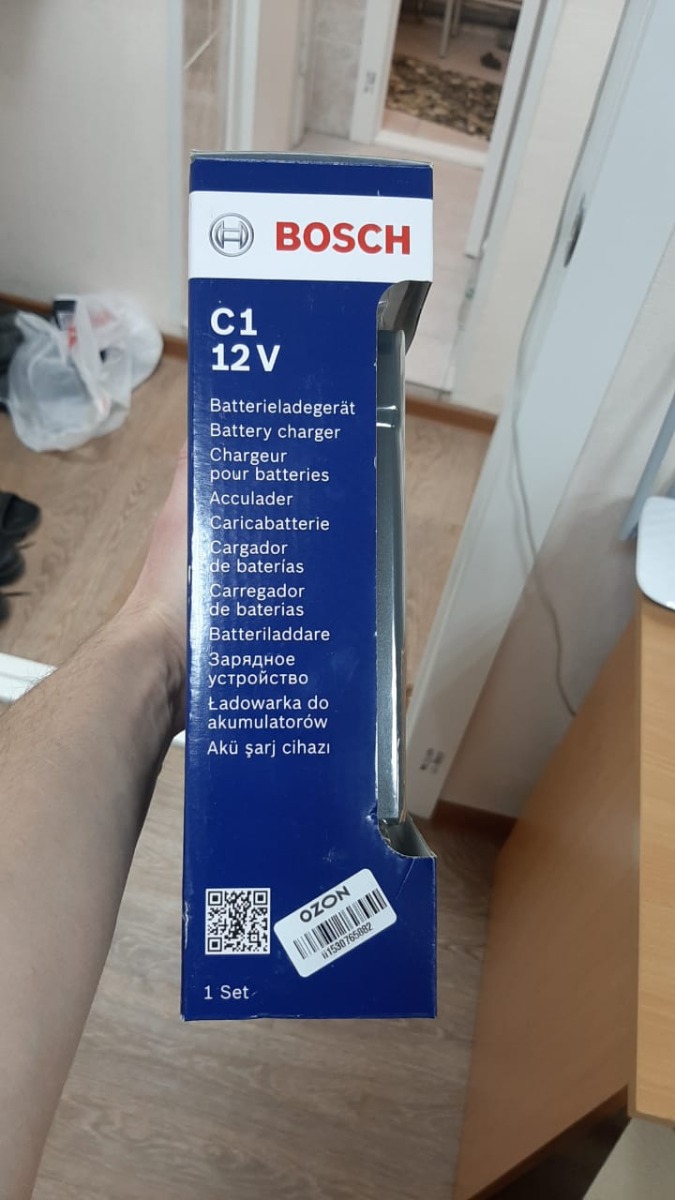 BOSCH
C1
12 V
Batterieladegerät
Battery charger
Chargeur
pour batteries
Acculader
Caricabatterie
Cargador
de baterías
Carregador
de baterias
Batteriladdare
Зарядное
устройство
Ładowarka do
akumulatorów
Akü şarj cihazı
OZON
ii1530765882
1 Set